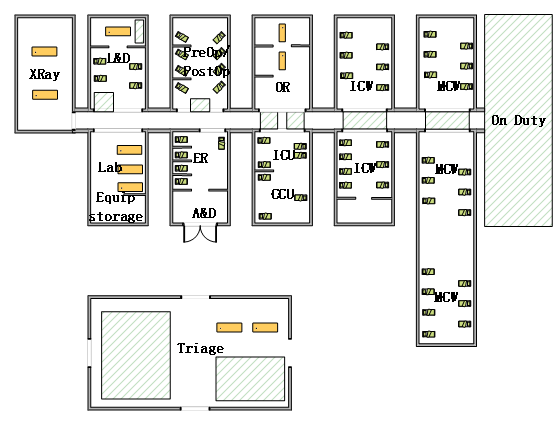 XRay
L&D
PreOp/
PostOp
OR
ICW
MCW
On Duty
Lab
Equip
storage
ER
A&D
ICU
CCU
ICW
MCW
MCW
Triage